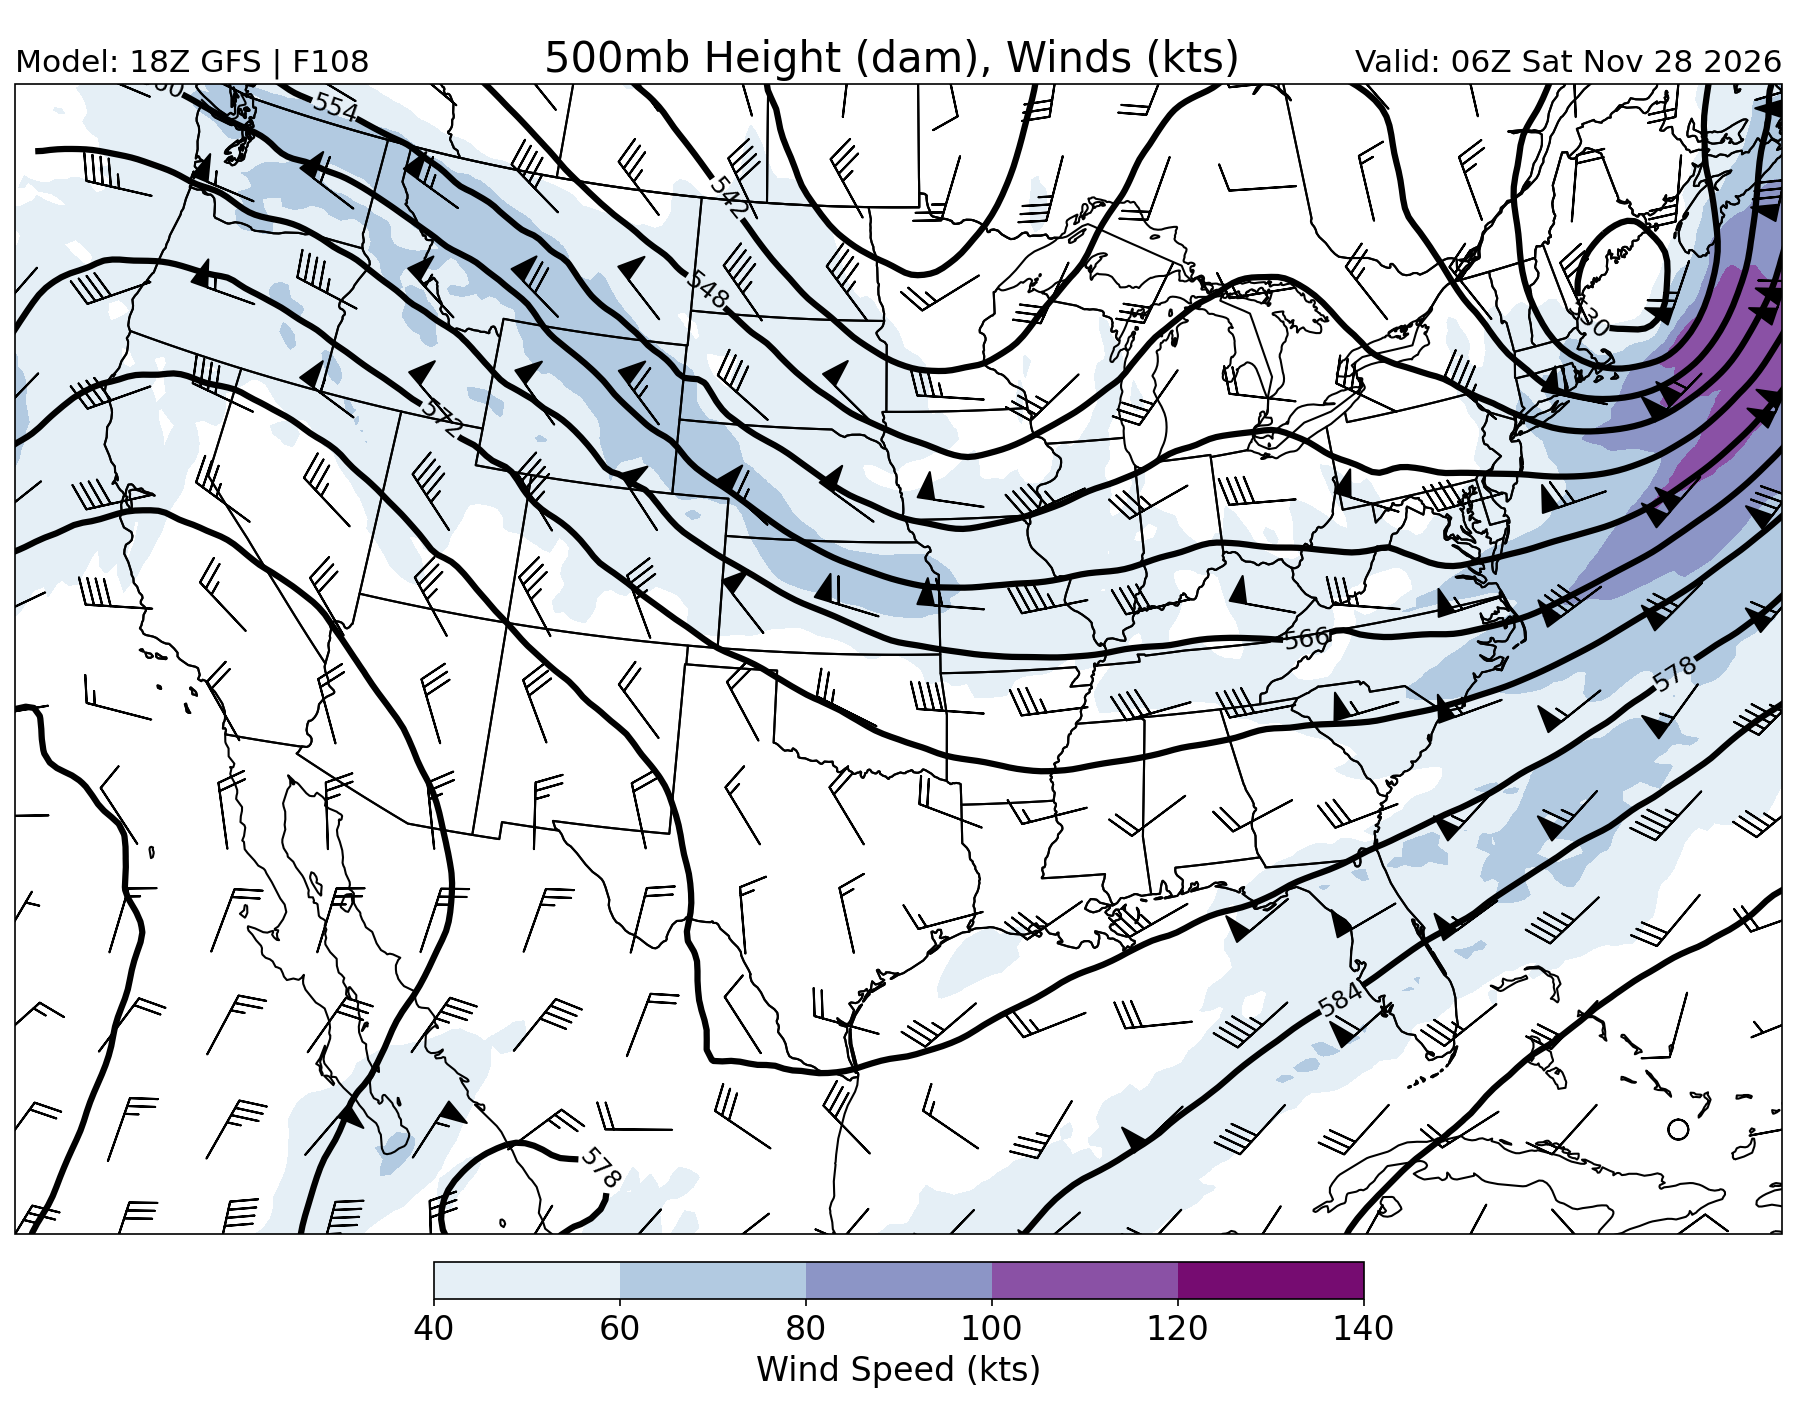 Model: 18Z GFS | F108
500mb Height (dam), Winds (kts)
Valid: 06Z Sat Nov 28 2026
554
542
548
530
572
566
578
584
578
40 60 80 100 120 140
Wind Speed (kts)